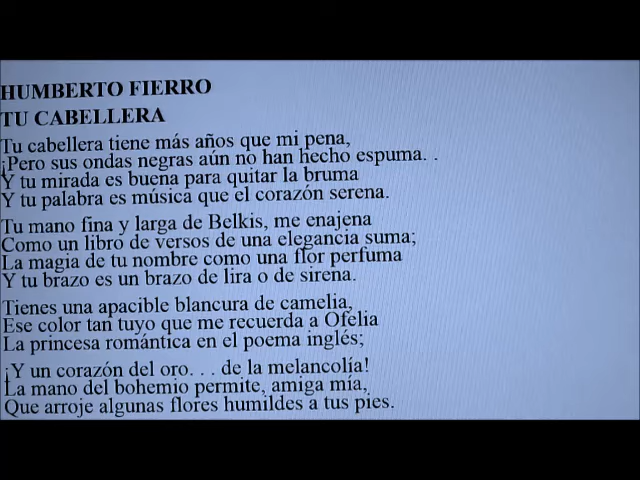 HUMBERTO FIERRO
TU CABELLERA
Tu cabellera tiene más años que mi pena,
¡Pero sus ondas negras aún no han hecho espuma. .
Y tu mirada es buena para quitar la bruma
Y tu palabra es música que el corazón serena.
Tu mano fina y larga de Belkis, me enajena
Como un libro de versos de una elegancia suma;
La magia de tu nombre como una flor perfuma
Y tu brazo es un brazo de lira o de sirena.
Tienes una apacible blancura de camelia,
Ese color tan tuyo que me recuerda a Ofelia
La princesa romántica en el poema inglés;
¡Y un corazón del oro. . . de la melancolía!
La mano del bohemio permite, amiga mía,
Que arroje algunas flores humildes a tus pies.